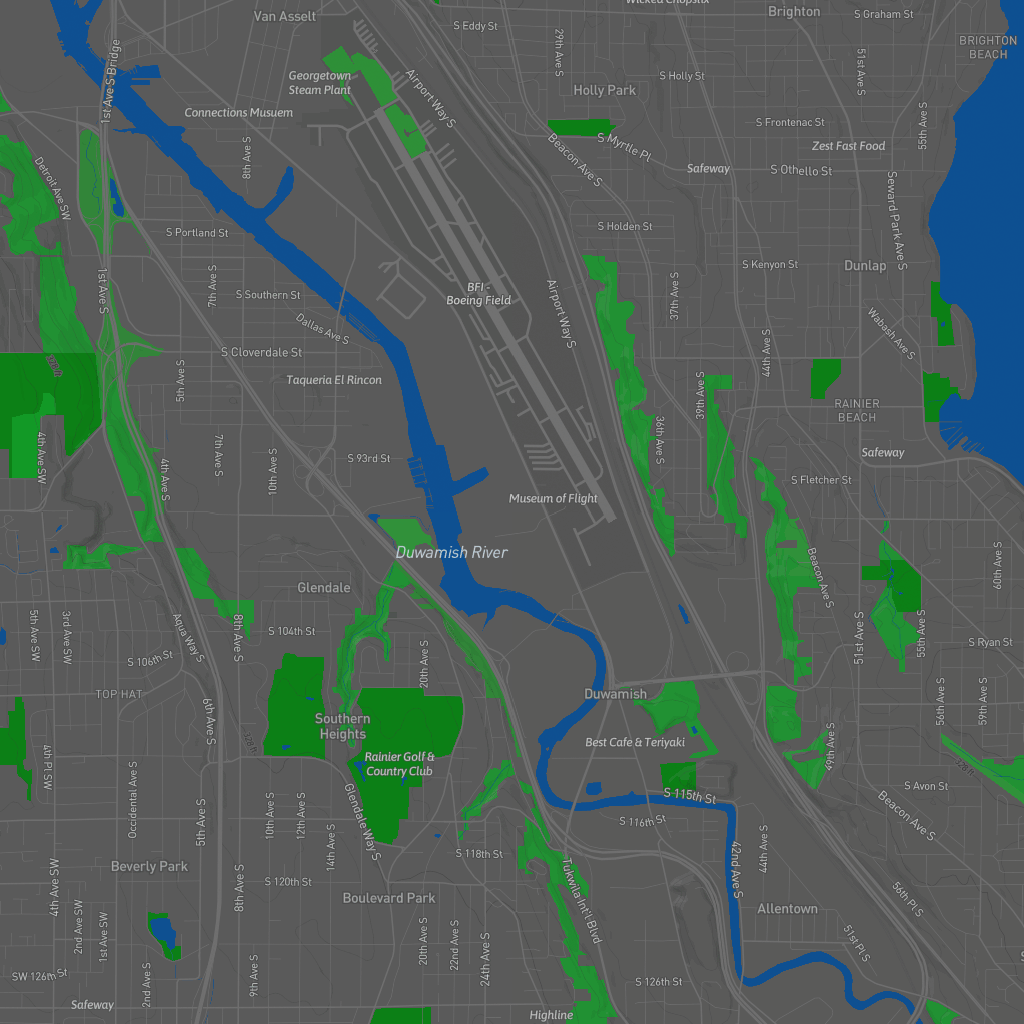 Wicked Chopstix
Van Asselt
Brighton
S Graham St
S Eddy St
BRIGHTON
BEACH
29th Ave S
51st Ave S
1st Ave S Bridge
Georgetown
Steam Plant
Airport Way S
S Holly St
Holly Park
Connections Musuem
S Frontenac St
55th Ave S
S Myrtle Pl
Beacon Ave S
Zest Fast Food
8th Ave S
Detroit Ave SW
Safeway
S Othello St
Seward Park Ave S
S Portland St
S Holden St
1st Ave S
7th Ave S
S Kenyon St
Dunlap
BFI -
Boeing Field
S Southern St
Airport Way S
37th Ave S
Dallas Ave S
Wabash Ave S
S Cloverdale St
44th Ave S
5th Ave S
Taqueria El Rincon
39th Ave S
RAINIER
BEACH
36th Ave S
4th Ave SW
7th Ave S
S 93rd St
10th Ave S
4th Ave S
Safeway
S Fletcher St
Museum of Flight
Duwamish River
Beacon Ave S
60th Ave S
Glendale
5th Ave SW
3rd Ave SW
Aqua Way S
8th Ave S
S 104th St
51st Ave S
55th Ave S
S Ryan St
S 106th St
20th Ave S
TOP HAT
6th Ave S
Duwamish
56th Ave S
59th Ave S
Southern
Heights
328 ft
4th Pl SW
Rainier Golf &
Country Club
Best Cafe & Teriyaki
49th Ave S
328 ft
Occidental Ave S
S Avon St
S 115th St
Glendale Way S
Beacon Ave S
5th Ave S
10th Ave S
12th Ave S
14th Ave S
S 116th St
44th Ave S
S 118th St
Beverly Park
42nd Ave S
4th Ave SW
8th Ave S
S 120th St
Tukwila Int'l Blvd
Boulevard Park
56th Pl S
Allentown
2nd Ave SW
1st Ave SW
20th Ave S
22nd Ave S
24th Ave S
51st Pl S
SW 126th St
2nd Ave S
9th Ave S
S 126th St
Safeway
Highline